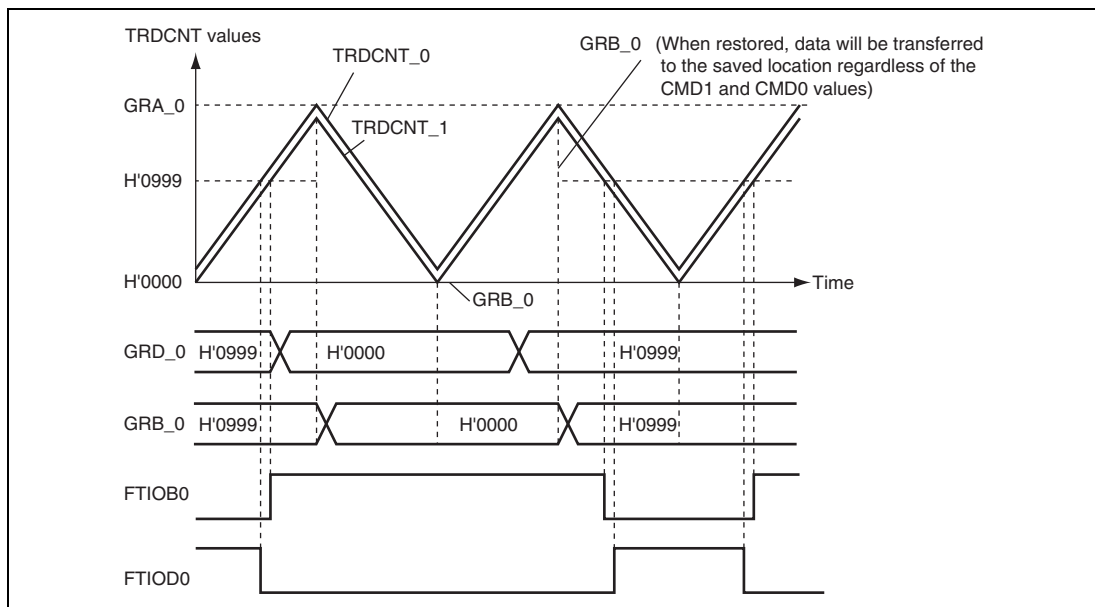 TRDCNT values
TRDCNT_0
GRB_0 (When restored, data will be transferred
to the saved location regardless of the
CMD1 and CMD0 values)
GRA_0
TRDCNT_1
H'0999
H'0000
Time
GRB_0
GRD_0 H'0999 H'0000 H'0999
GRB_0 H'0999 H'0000 H'0999
FTIOB0
FTIOD0